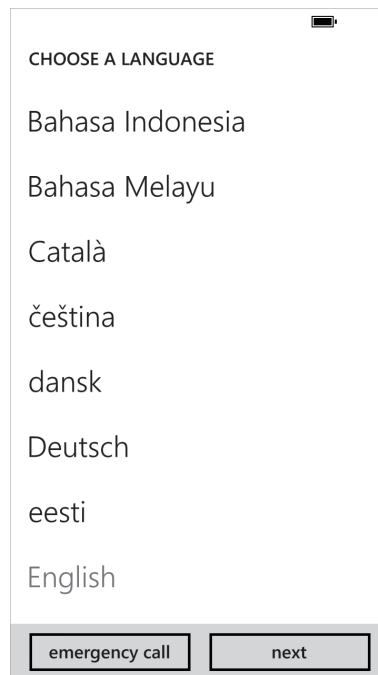 CHOOSE A LANGUAGE
Bahasa Indonesia
Bahasa Melayu
Català
čeština
dansk
Deutsch
eesti
English
emergency call next